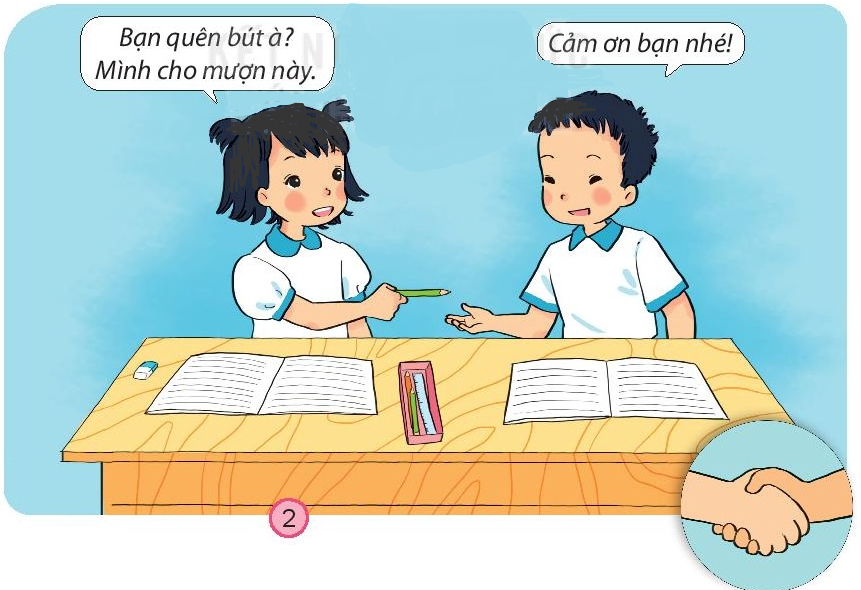 Bạn quên bút à?
Mình cho mượn này.
Cảm ơn bạn nhé!
2